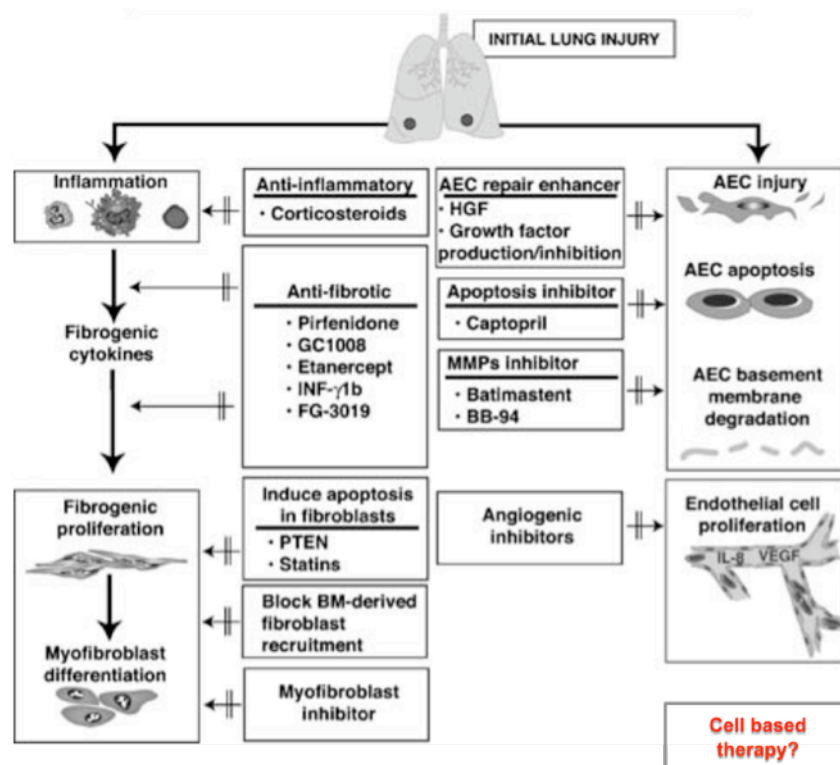 INITIAL LUNG INJURY
Inflammation
Anti-inflammatory
· Corticosteroids
AEC repair enhancer
· HGF
· Growth factor
production/inhibition
AEC injury
AEC apoptosis
AEC basement
membrane
degradation
Fibrogenic
cytokines
Anti-fibrotic
· Pirfenidone
· GC1008
· Etanercept
· INF-γ1b
· FG-3019
Apoptosis inhibitor
· Captopril
MMPs inhibitor
· Batimastent
· BB-94
Fibrogenic
proliferation
Myofibroblast
differentiation
Induce apoptosis
in fibroblasts
· PTEN
· Statins
Block BM-derived
fibroblast
recruitment
Myofibroblast
inhibitor
Angiogenic
inhibitors
Endothelial cell
proliferation
IL-8 VEGF
Cell based
therapy?